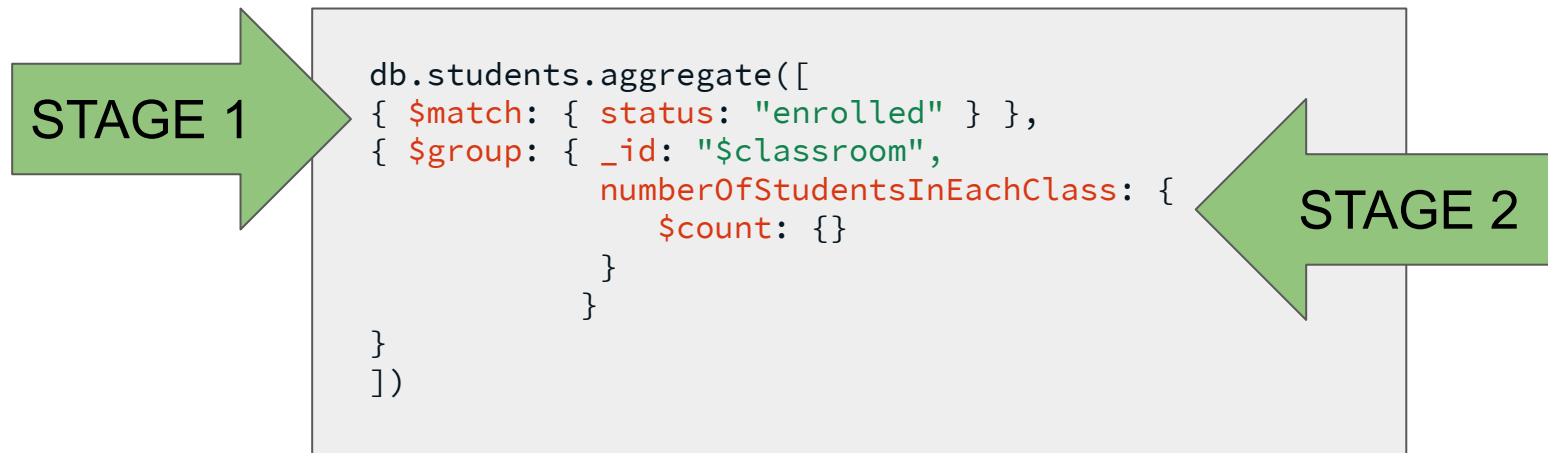 STAGE 1
db.students.aggregate([
{ $match: { status: "enrolled" } },
{ $group: { _id: "$classroom",
numberOfStudentsInEachClass: {
$count: {}
}
}
}
])
STAGE 2